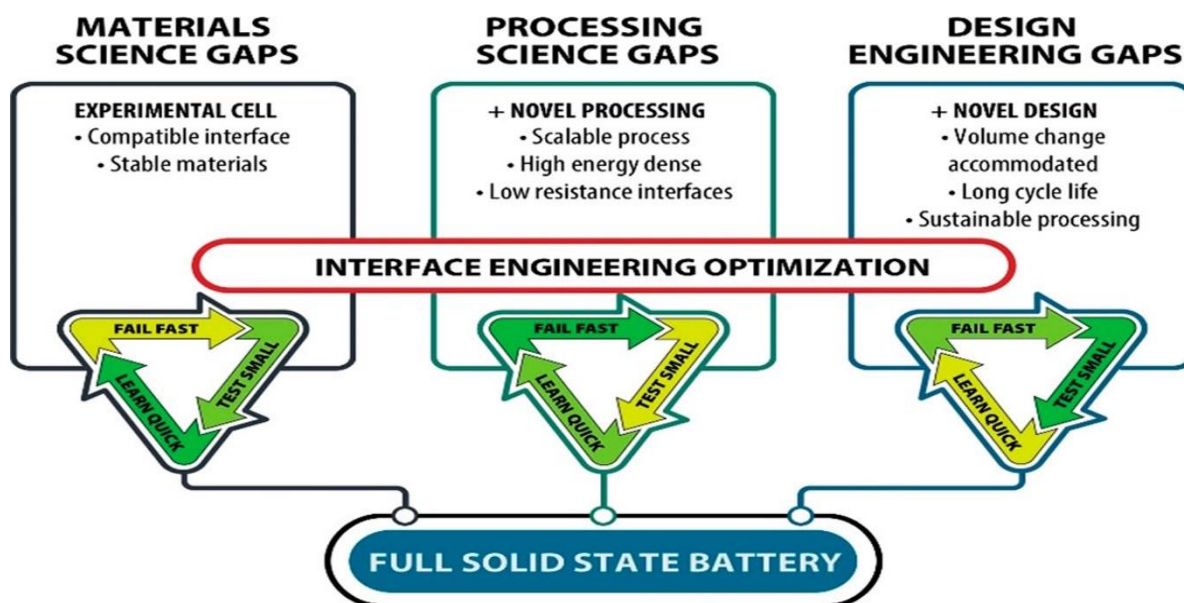 MATERIALS
SCIENCE GAPS
EXPERIMENTAL CELL
• Compatible interface
• Stable materials
PROCESSING
SCIENCE GAPS
+ NOVEL PROCESSING
• Scalable process
• High energy dense
• Low resistance interfaces
DESIGN
ENGINEERING GAPS
+ NOVEL DESIGN
• Volume change
accommodated
• Long cycle life
• Sustainable processing
INTERFACE ENGINEERING OPTIMIZATION
FAIL FAST
TEST SMALL
LEARN QUICK
FAIL FAST
TEST SMALL
LEARN QUICK
FAIL FAST
TEST SMALL
LEARN QUICK
FULL SOLID STATE BATTERY